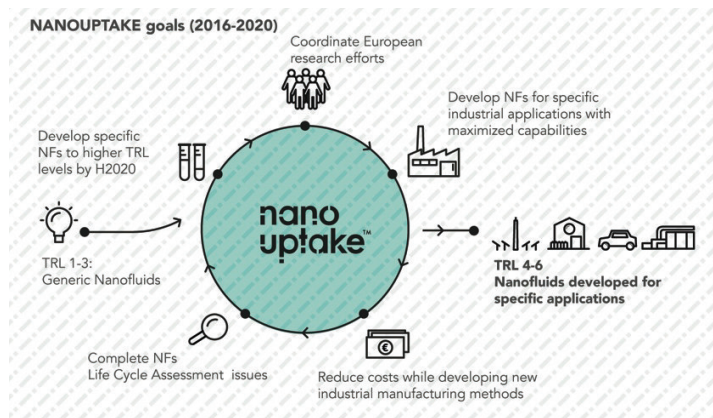 NANOUPTAKE goals (2016-2020)
Coordinate European
research efforts
Develop NFs for specific
industrial applications with
maximized capabilities
Develop specific
NFs to higher TRL
levels by H2020
nano
uptake™
TRL 1-3:
Generic Nanofluids
TRL 4-6
Nanofluids developed for
specific applications
Complete NFs
Life Cycle Assessment issues
€
Reduce costs while developing new
industrial manufacturing methods